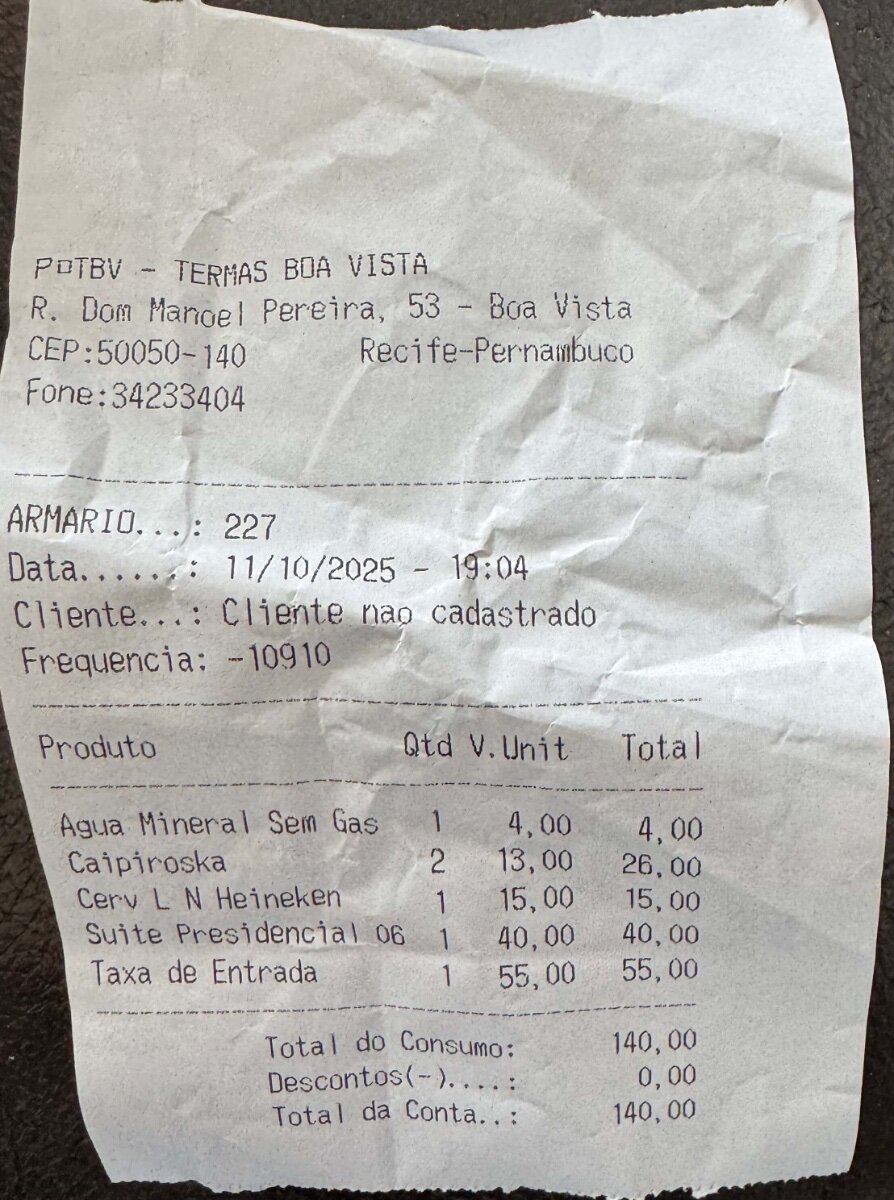 P¤TBV - TERMAS BOA VISTA
R. Dom Manoel Pereira, 53 - Boa Vista
CEP:50050-140 Recife-Pernambuco
Fone:34233404
ARMARIO...: 227
Data......: 11/10/2025 - 19:04
Cliente...: Cliente nao cadastrado
Frequencia: -10910
Produto Qtd V.Unit Total
Agua Mineral Sem Gas 1 4,00 4,00
Caipiroska 2 13,00 26,00
Cerv L N Heineken 1 15,00 15,00
Suite Presidencial 06 1 40,00 40,00
Taxa de Entrada 1 55,00 55,00
Total do Consumo: 140,00
Descontos(-)....: 0,00
Total da Conta..: 140,00